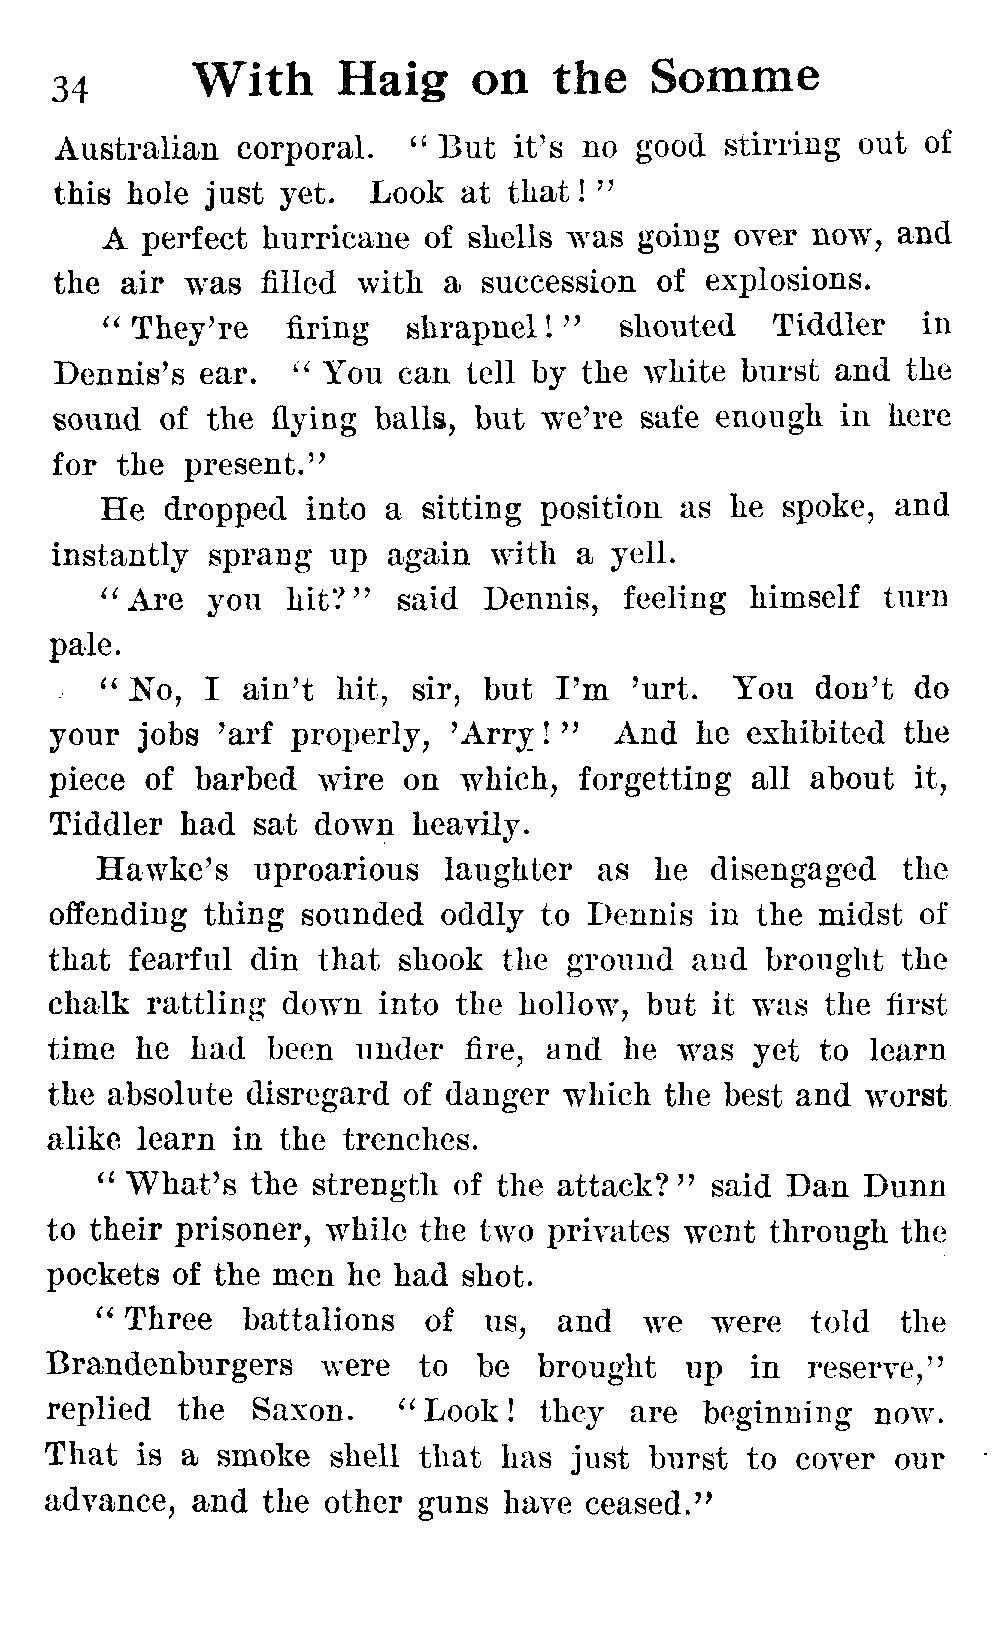 34 With Haig on the Somme
Australian corporal. “ But it’s no good stirring out of
this hole just yet. Look at that! ”
A perfect hurricane of shells was going over now, and
the air was filled with a succession of explosions.
“ They’re firing shrapnel! ” shouted Tiddler in
Dennis’s ear. “ You can tell by the white burst and the
sound of the flying balls, but we’re safe enough in here
for the present.”
He dropped into a sitting position as he spoke, and
instantly sprang up again with a yell.
“ Are you hit? ” said Dennis, feeling himself turn
pale.
“ No, I ain’t hit, sir, but I’m ’urt. You don’t do
your jobs ’arf properly, ’Arry! ” And he exhibited the
piece of barbed wire on which, forgetting all about it,
Tiddler had sat down heavily.
Hawke’s uproarious laughter as he disengaged the
offending thing sounded oddly to Dennis in the midst of
that fearful din that shook the ground and brought the
chalk rattling down into the hollow, but it was the first
time he had been under fire, and he was yet to learn
the absolute disregard of danger which the best and worst
alike learn in the trenches.
“ What’s the strength of the attack? ” said Dan Dunn
to their prisoner, while the two privates went through the
pockets of the men he had shot.
“ Three battalions of us, and we were told the
Brandenburgers were to be brought up in reserve,”
replied the Saxon. “ Look! they are beginning now.
That is a smoke shell that has just burst to cover our
advance, and the other guns have ceased.”